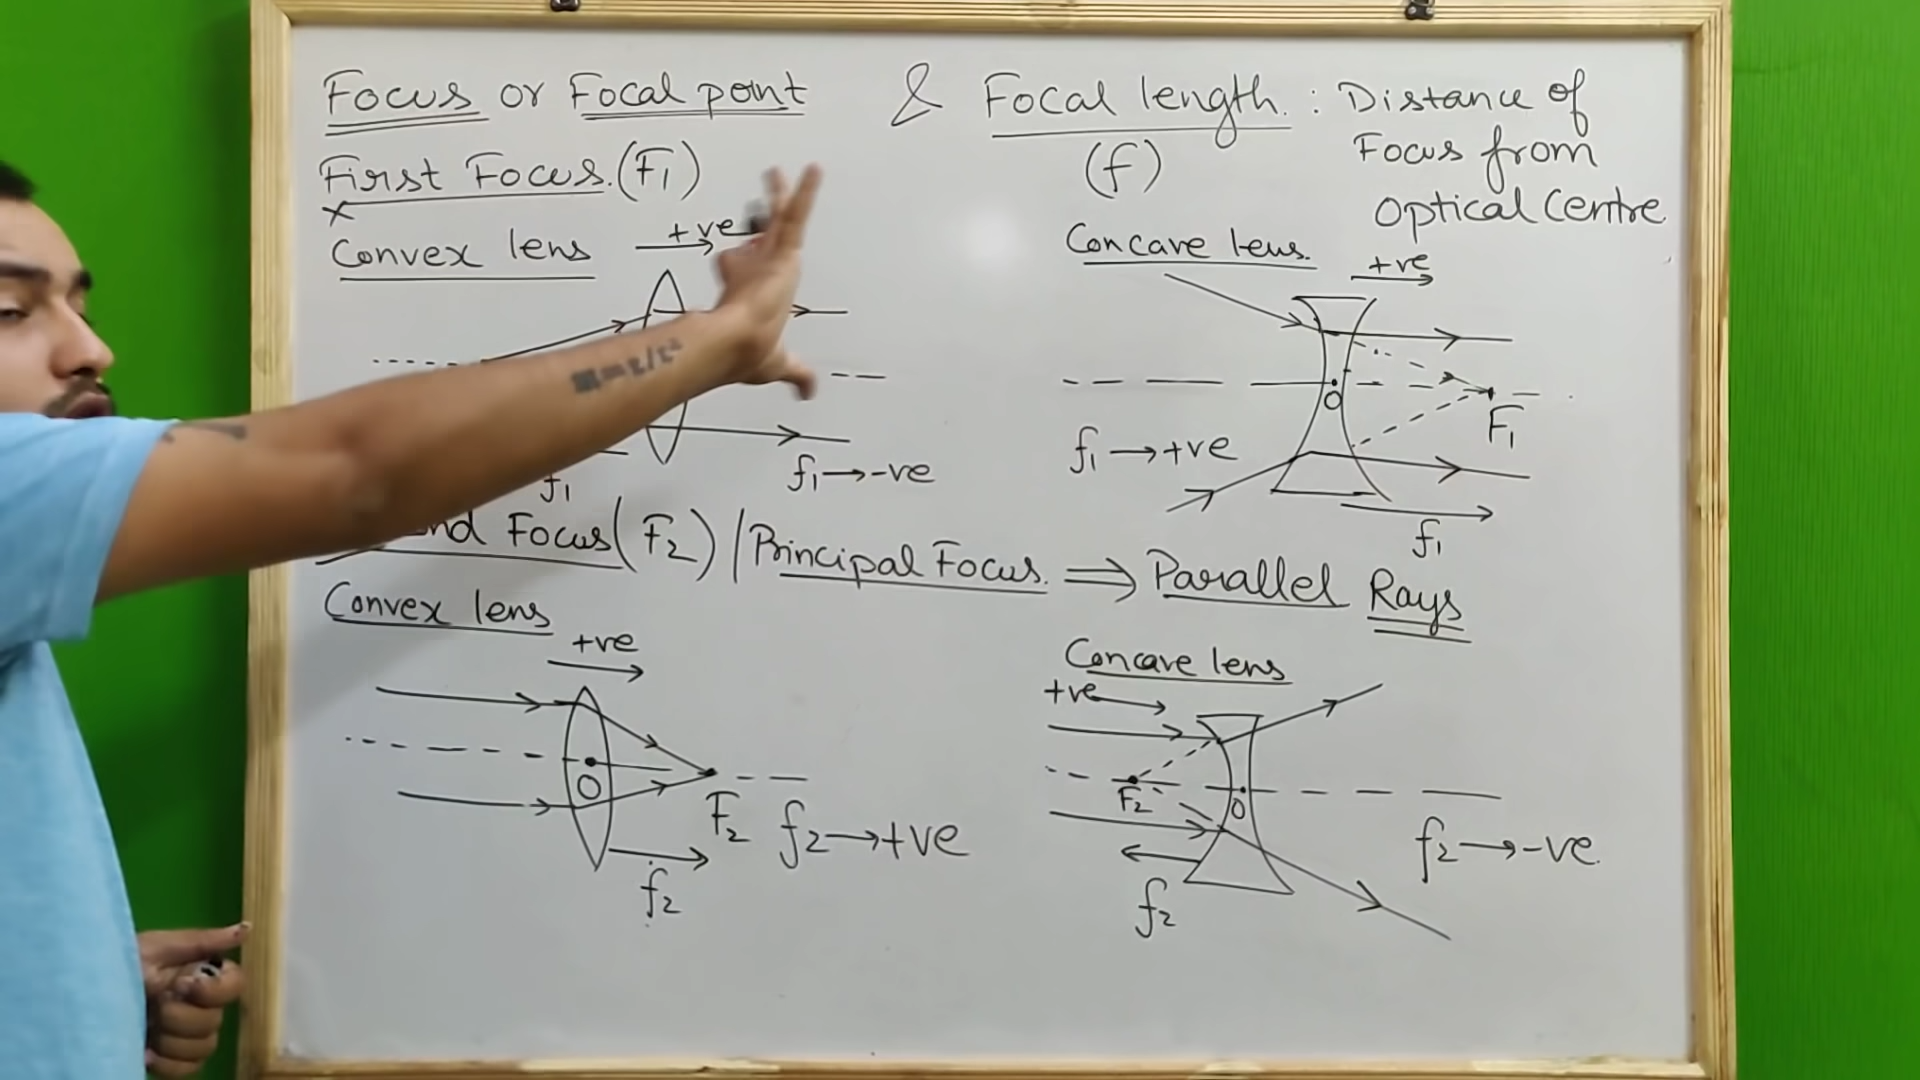 Focus or Focal point & Focal length : Distance of
Focus from
Optical Centre
First Focus. (F1) (f)
Convex lens +ve
f1
f1→-ve
Concave lens.
+ve
O
F1
f1→+ve
f1
Focus (F2) / Principal Focus. ⇒ Parallel Rays
Convex lens
+ve
O
F2
f2→+ve
f2
Concave lens
+ve
F2
O
f2→-ve.
f2